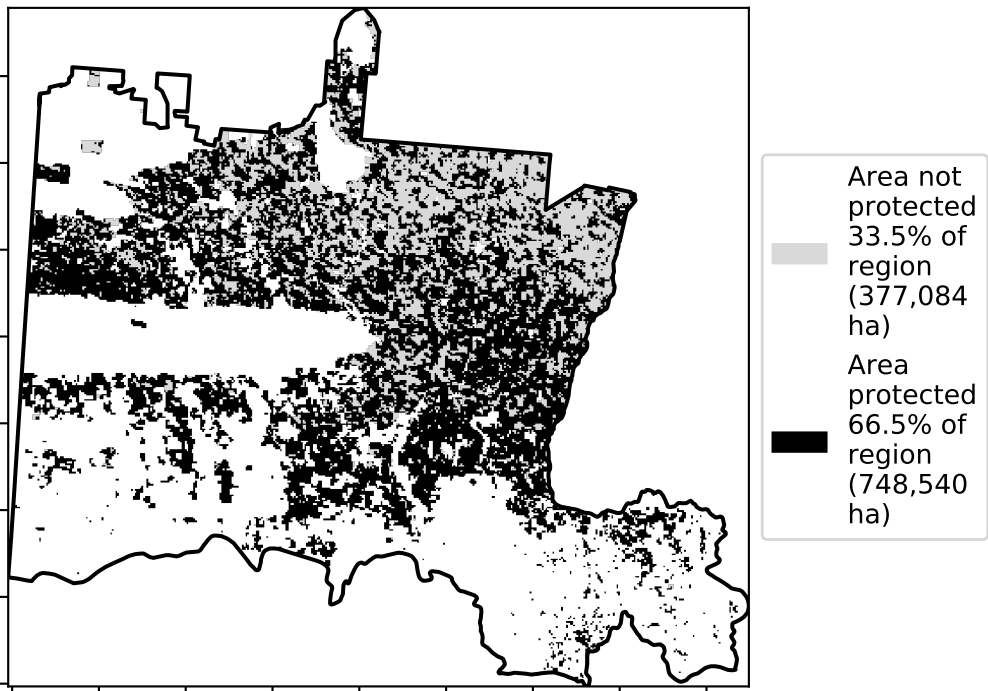 Area not
protected
33.5% of
region
(377,084
ha)
Area
protected
66.5% of
region
(748,540
ha)